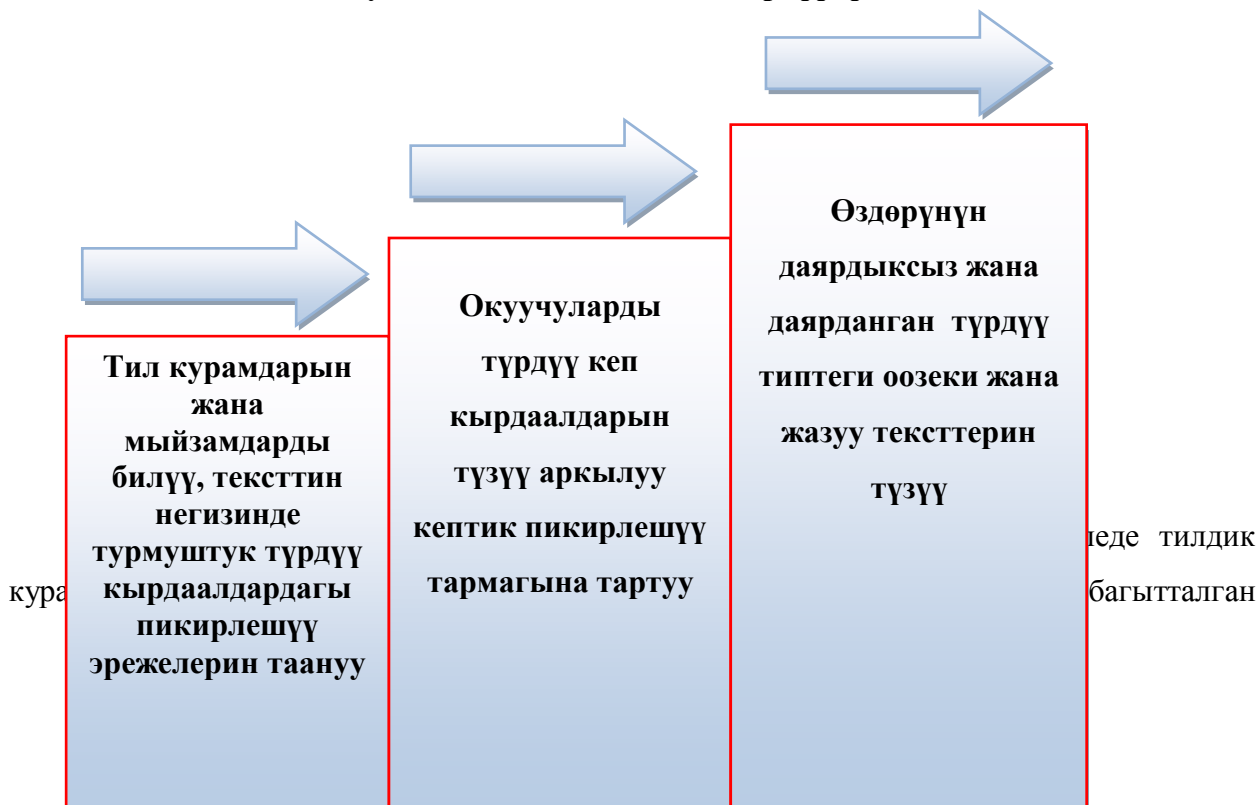 Тил курамдарын
жана
мыйзамдарды
билүү, тексттин
негизинде
турмуштук түрдүү
кырдаалдардагы
пикирлешүү
эрежелерин таануу
Окуучуларды
түрдүү кеп
кырдаалдарын
түзүү аркылуу
кептик пикирлешүү
тармагына тартуу
Өздөрүнүн
даярдыксыз жана
даярданган түрдүү
типтеги оозеки жана
жазуу тексттерин
түзүү
тилдик
багытталган